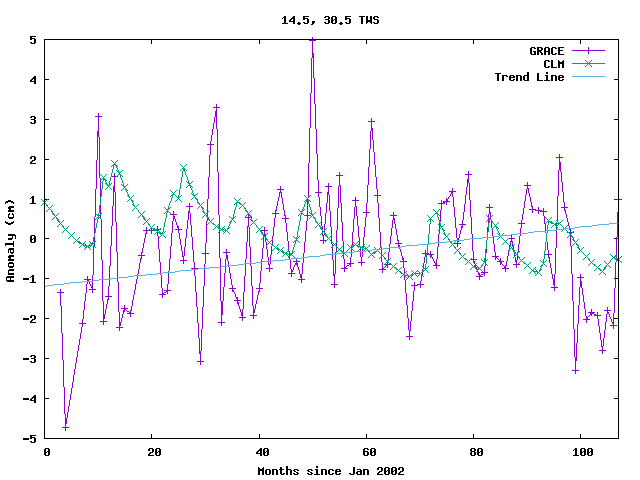 14.5, 30.5 TWS
GRACE
CLM
Trend Line
5
4
3
2
1
0
-1
-2
-3
-4
-5
Anomaly (cm)
0 20 40 60 80 100
Months since Jan 2002